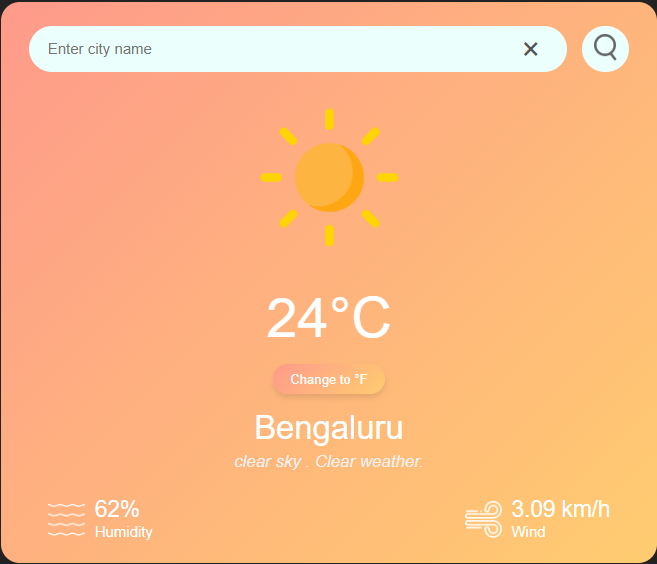 Enter city name
24°C
Change to °F
Bengaluru
clear sky . Clear weather.
62%
Humidity
3.09 km/h
Wind